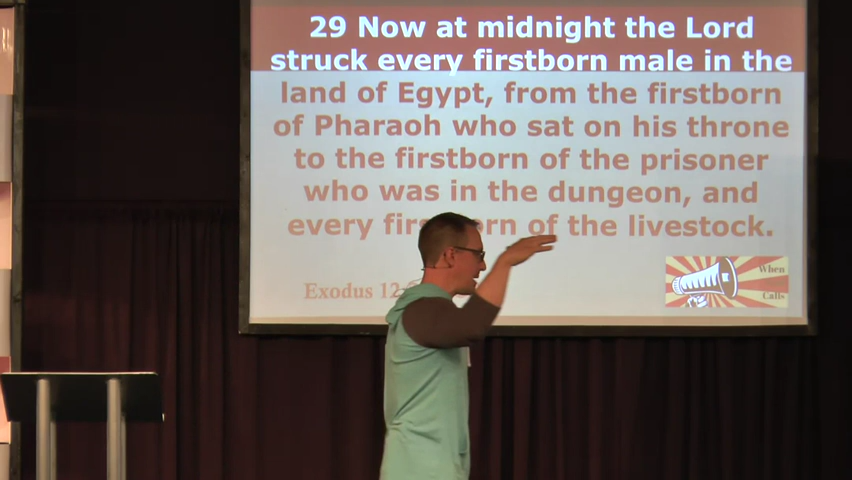 29 Now at midnight the Lord
struck every firstborn male in the
land of Egypt, from the firstborn
of Pharaoh who sat on his throne
to the firstborn of the prisoner
who was in the dungeon, and
every of the livestock.
Exodus
When
Calls